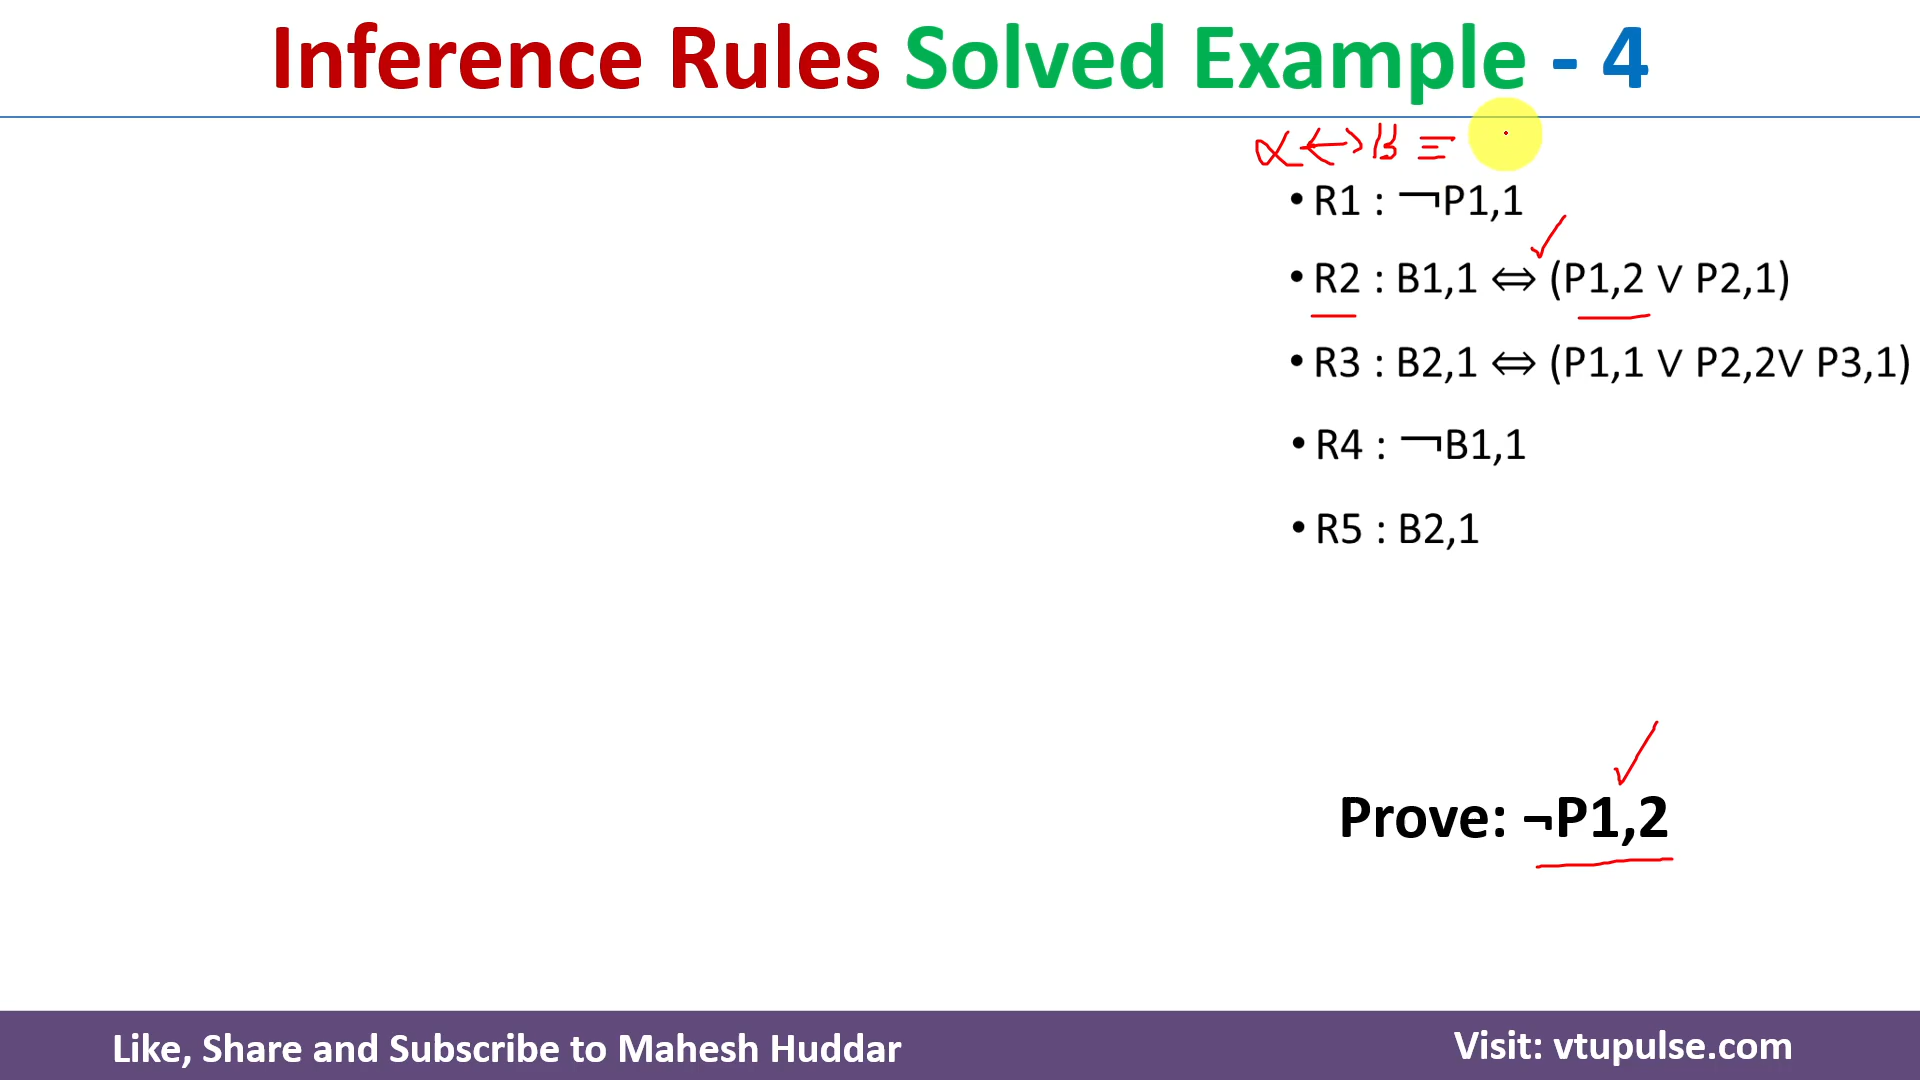 Inference Rules Solved Example - 4
α ↔ β ≡
• R1 : ¬P1,1
• R2 : B1,1 ⇔ (P1,2 ∨ P2,1)
• R3 : B2,1 ⇔ (P1,1 ∨ P2,2∨ P3,1)
• R4 : ¬B1,1
• R5 : B2,1
Prove: ¬P1,2
Like, Share and Subscribe to Mahesh Huddar
Visit: vtupulse.com